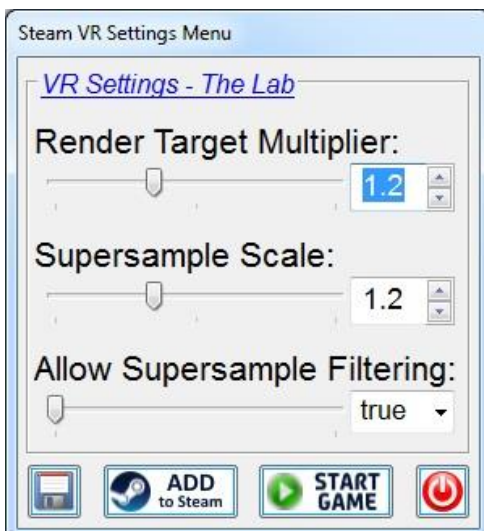 Steam VR Settings Menu
VR Settings - The Lab
Render Target Multiplier:
1.2
Supersample Scale:
1.2
Allow Supersample Filtering:
true
ADD
to Steam
START
GAME